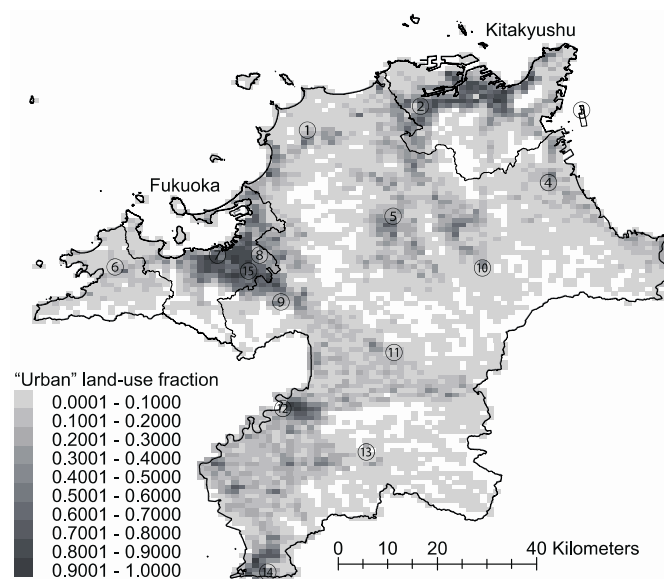 Kitakyushu
①
②
③
Fukuoka
④
⑤
⑥
⑦
⑧
⑮
⑩
⑨
⑪
⑫
⑬
⑭
“Urban” land-use fraction
0.0001 - 0.1000
0.1001 - 0.2000
0.2001 - 0.3000
0.3001 - 0.4000
0.4001 - 0.5000
0.5001 - 0.6000
0.6001 - 0.7000
0.7001 - 0.8000
0.8001 - 0.9000
0.9001 - 1.0000
0 10 20 40 Kilometers